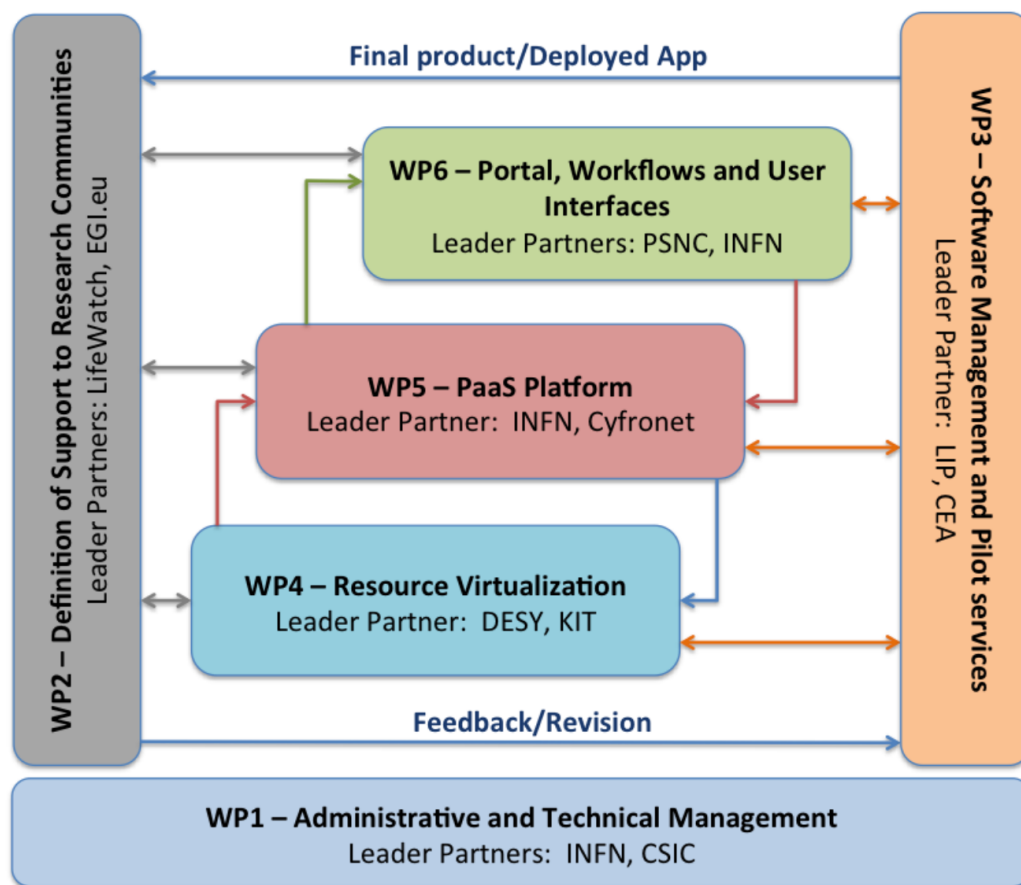 WP2 – Definition of Support to Research Communities
Leader Partners: LifeWatch, EGI.eu
Final product/Deployed App
WP6 – Portal, Workflows and User
Interfaces
Leader Partners: PSNC, INFN
WP5 – PaaS Platform
Leader Partner:  INFN, Cyfronet
WP4 – Resource Virtualization
Leader Partner:  DESY, KIT
Feedback/Revision
WP3 – Software Management and Pilot services
Leader Partner:  LIP, CEA
WP1 – Administrative and Technical Management
Leader Partners:  INFN, CSIC